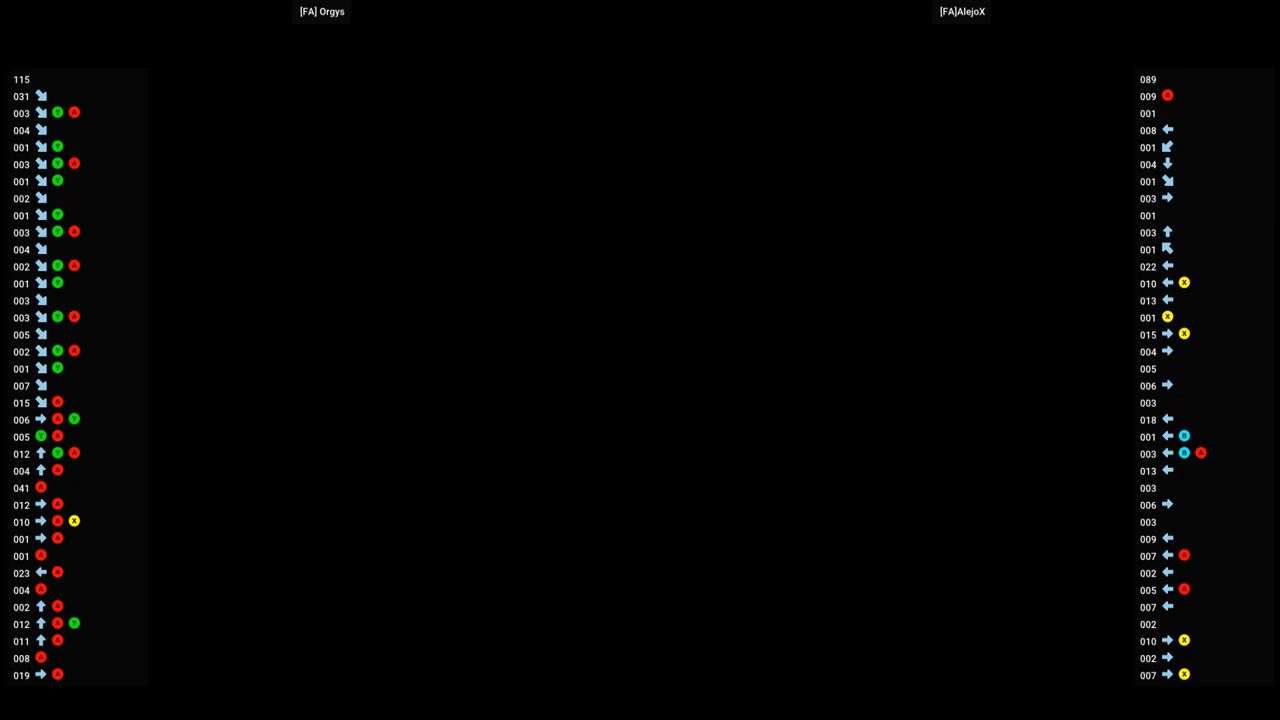 [FA] Orgys
[FA]AlejoX
115
031
003 Y A
004
001 Y
003 Y A
001 Y
002
001 Y
003 Y A
004
002 Y A
001 Y
003
003 Y A
005
002 Y A
001 Y
007
015 A
006 A Y
005 Y A
012 Y A
004 A
041 A
012 A
010 A X
001 A
001 A
023 A
004 A
002 A
012 A Y
011 A
008 A
019 A
089
009 A
001
008
001
004
001
003
001
003
001
022
010 X
013
001 X
015 X
004
005
006
003
018
001 B
003 B A
013
003
006
003
009
007 A
002
005 A
007
002
010 X
002
007 X